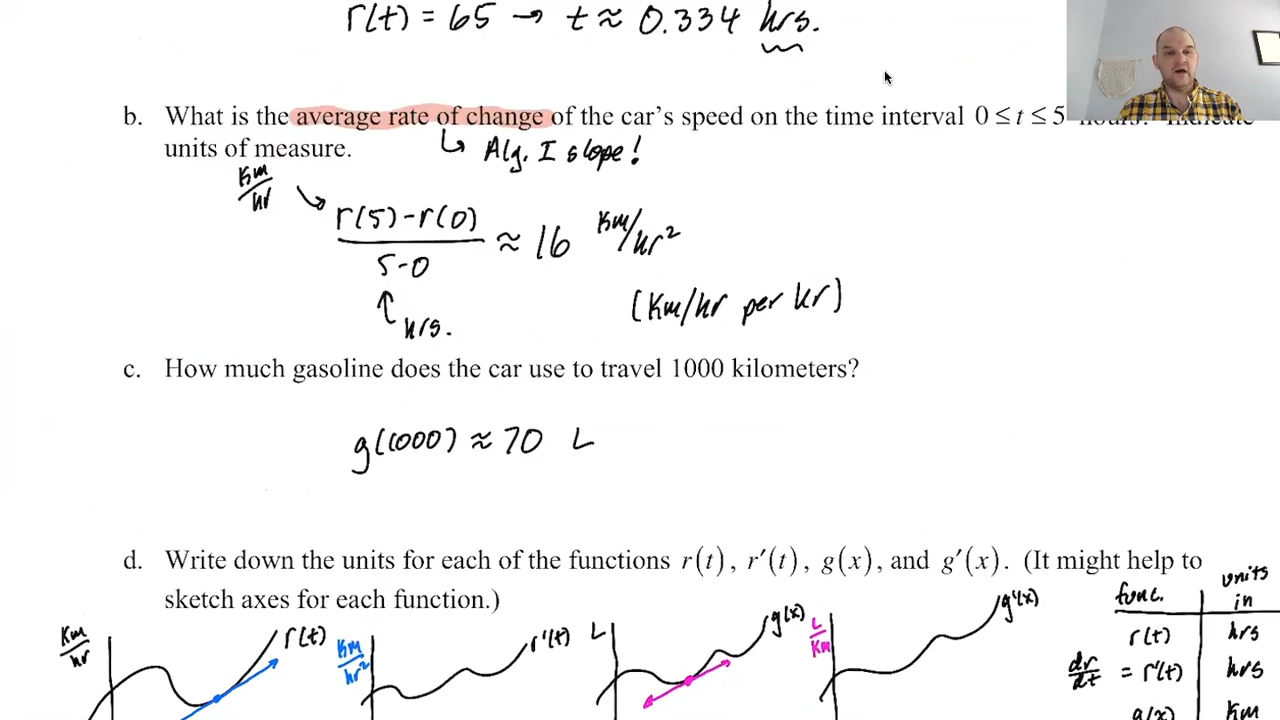 r(t) = 65 → t ≈ 0.334 hrs.
b. What is the average rate of change of the car's speed on the time interval 0 ≤ t ≤ 5
units of measure.
↳ Alg. I slope!
Km/hr
r(5)-r(0)/5-0 ≈ 16 Km/hr²
hrs.
(Km/hr per hr)
c. How much gasoline does the car use to travel 1000 kilometers?
g(1000) ≈ 70 L
d. Write down the units for each of the functions r(t), r′(t), g(x), and g′(x). (It might help to
sketch axes for each function.)
Km/hr r(t)
Km/hr² r'(t)
L g(x)
L/Km g'(x)
func. units in
r(t) hrs
dr/dt = r'(t) hrs
g(x) Km